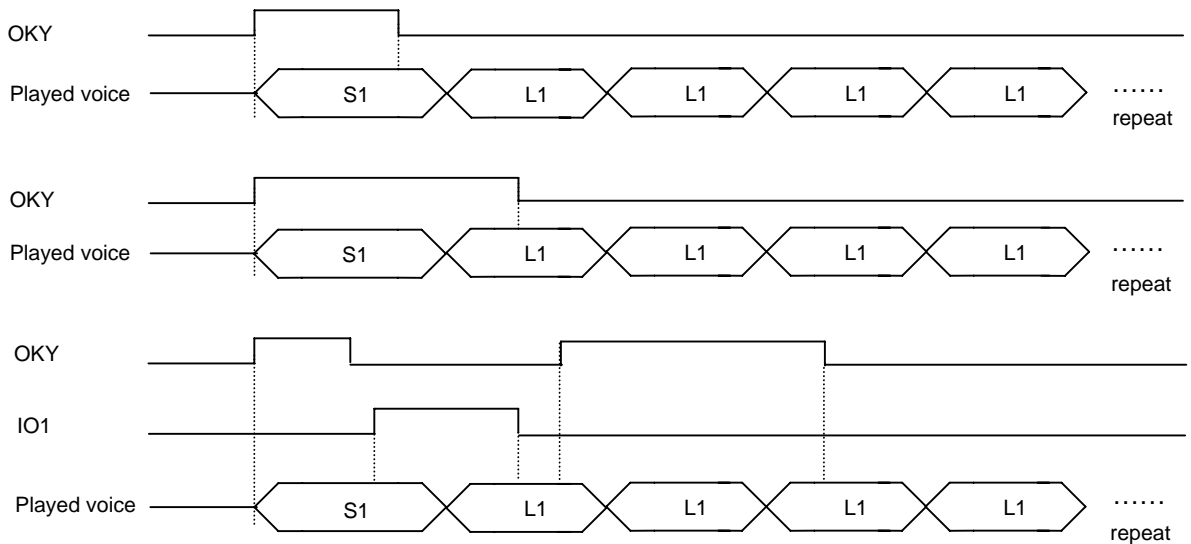 OKY
Played voice S1 L1 L1 L1 L1 ......
repeat
OKY
Played voice S1 L1 L1 L1 L1 ......
repeat
OKY
IO1
Played voice S1 L1 L1 L1 L1 ......
repeat